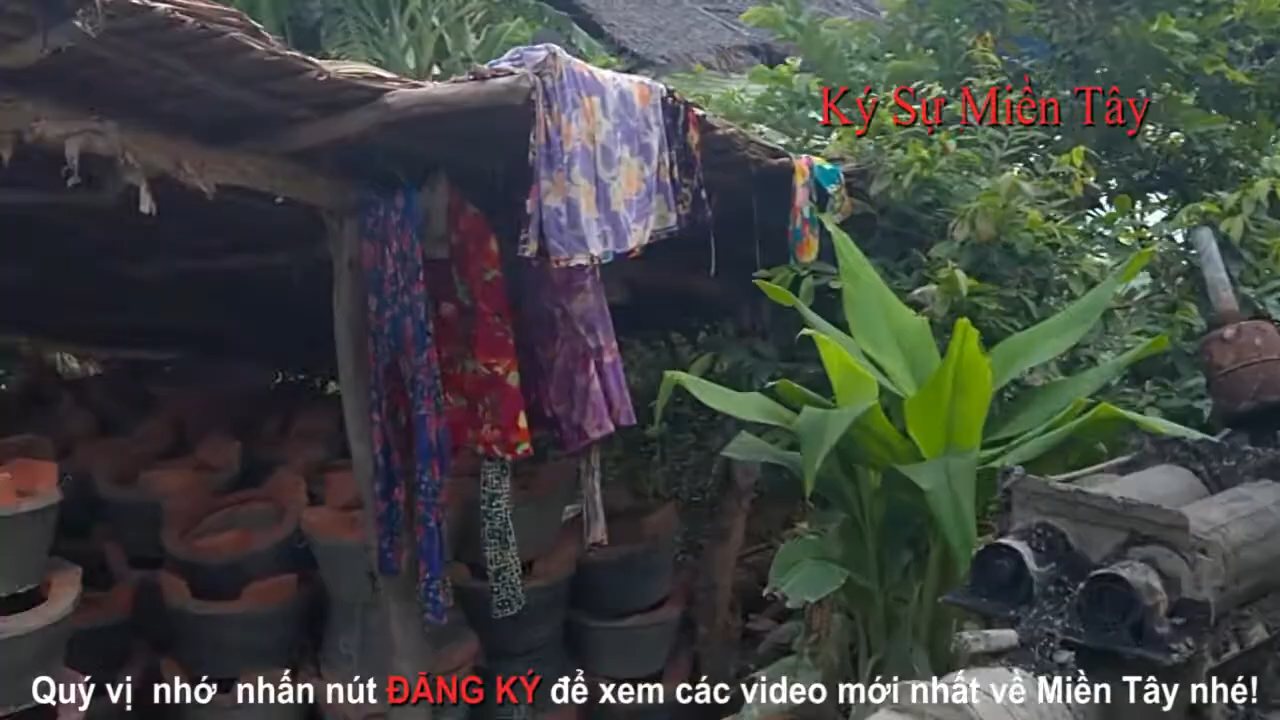 Ký Sự Miền Tây
Quý vị nhớ nhấn nút ĐĂNG KÝ để xem các video mới nhất về Miền Tây nhé!